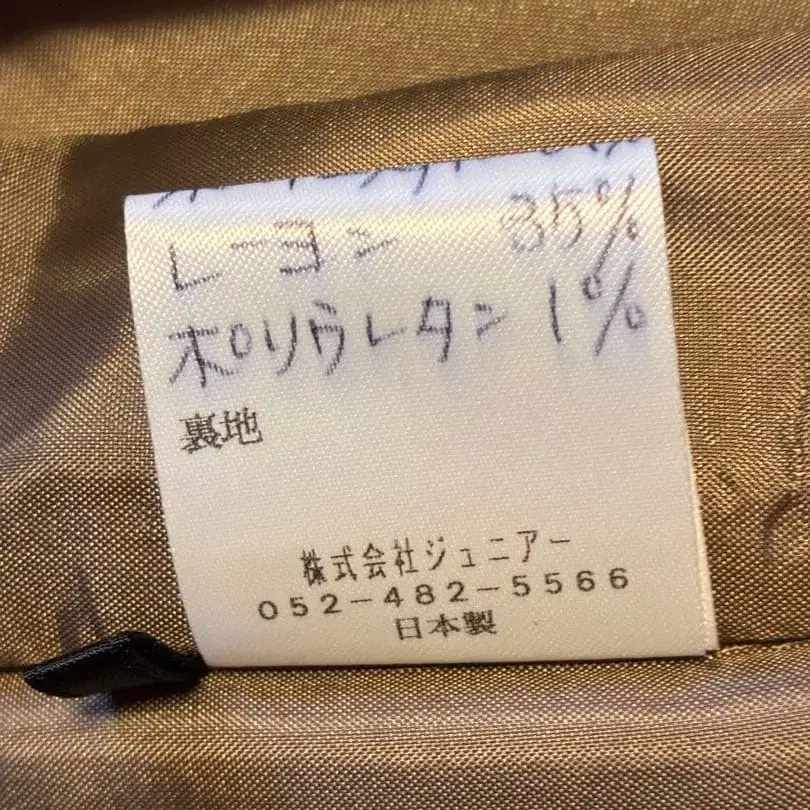 レーヨン 35%
ポリウレタン 1%
裏地
株式会社ジュニアー
052-482-5566
日本製